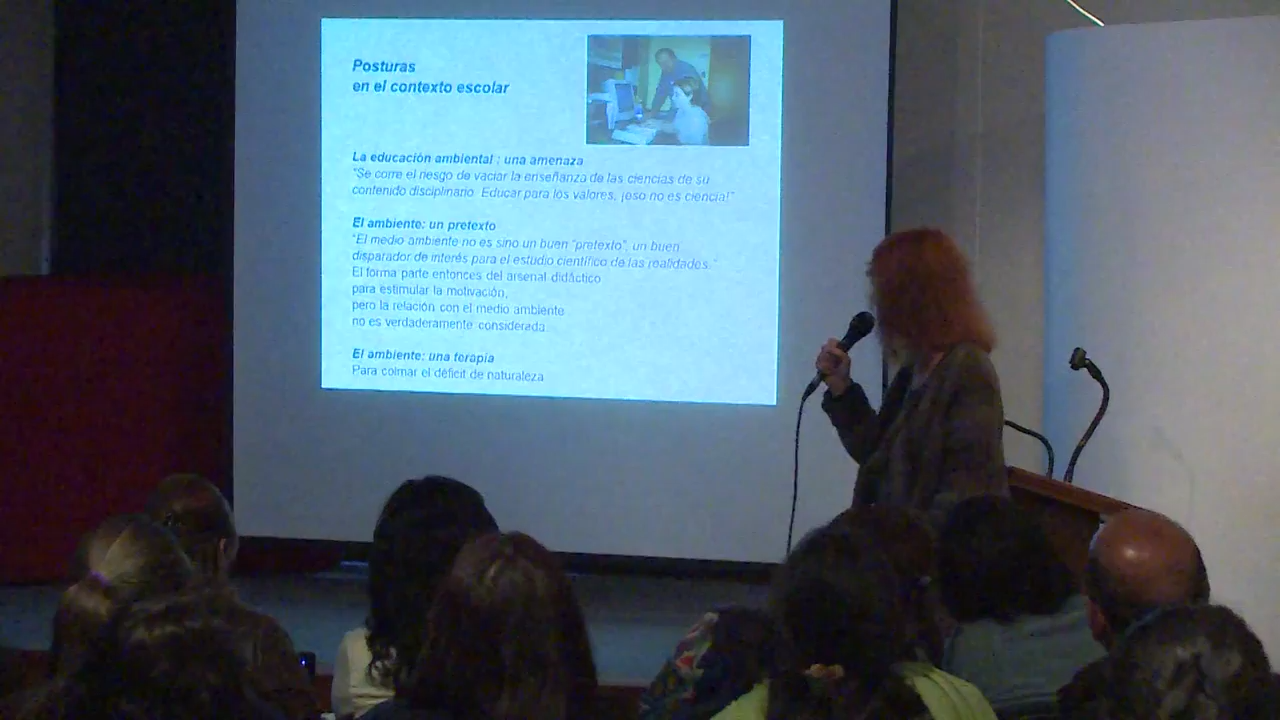 Posturas
en el contexto escolar
La educación ambiental : una amenaza
"Se corre el riesgo de vaciar la enseñanza de las ciencias de su
contenido disciplinario. Educar para los valores, ¡eso no es ciencia!"
El ambiente: un pretexto
"El medio ambiente no es sino un buen "pretexto", un buen
disparador de interés para el estudio científico de las realidades."
El forma parte entonces del arsenal didáctico
para estimular la motivación,
pero la relación con el medio ambiente
no es verdaderamente considerada.
El ambiente: una terapia
Para colmar el déficit de naturaleza